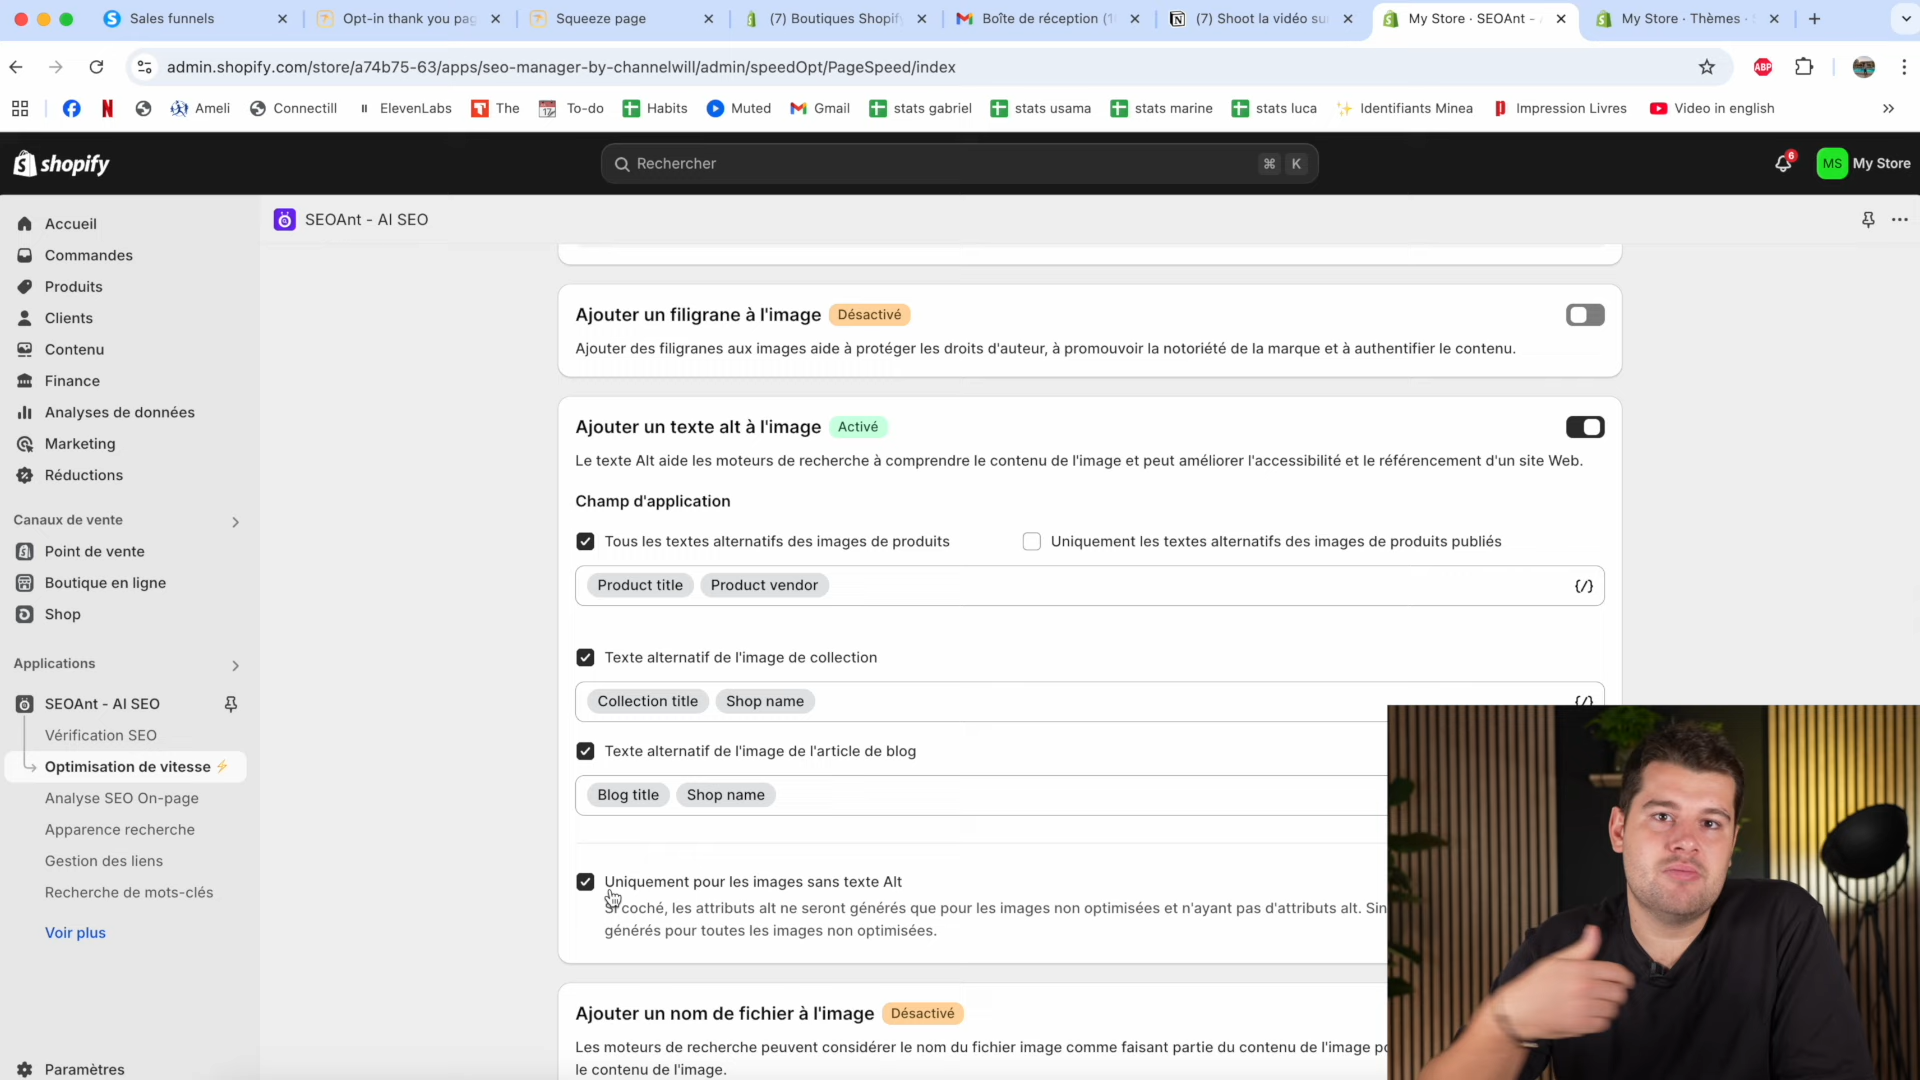 Sales funnels
Opt-in thank you pag
Squeeze page
(7) Boutiques Shopif
Boîte de réception (1
(7) Shoot la vidéo su
My Store · SEOAnt -
My Store · Thèmes ·
admin.shopify.com/store/a74b75-63/apps/seo-manager-by-channelwill/admin/speedOpt/PageSpeed/index
ABP
Ameli
Connectill
ElevenLabs
The
To-do
Habits
Muted
Gmail
stats gabriel
stats usama
stats marine
stats luca
Identifiants Minea
Impression Livres
Video in english
shopify
Rechercher
⌘ K
6
MS
My Store
Accueil
Commandes
Produits
Clients
Contenu
Finance
Analyses de données
Marketing
Réductions
Canaux de vente
Point de vente
Boutique en ligne
Shop
Applications
SEOAnt - AI SEO
Vérification SEO
Optimisation de vitesse ⚡
Analyse SEO On-page
Apparence recherche
Gestion des liens
Recherche de mots-clés
Voir plus
Paramètres
SEOAnt - AI SEO
Ajouter un filigrane à l'image Désactivé
Ajouter des filigranes aux images aide à protéger les droits d'auteur, à promouvoir la notoriété de la marque et à authentifier le contenu.
Ajouter un texte alt à l'image Activé
Le texte Alt aide les moteurs de recherche à comprendre le contenu de l'image et peut améliorer l'accessibilité et le référencement d'un site Web.
Champ d'application
Tous les textes alternatifs des images de produits
Uniquement les textes alternatifs des images de produits publiés
Product title Product vendor {/}
Texte alternatif de l'image de collection
Collection title Shop name {/}
Texte alternatif de l'image de l'article de blog
Blog title Shop name
Uniquement pour les images sans texte Alt
Si coché, les attributs alt ne seront générés que pour les images non optimisées et n'ayant pas d'attributs alt. Sin
générés pour toutes les images non optimisées.
Ajouter un nom de fichier à l'image Désactivé
Les moteurs de recherche peuvent considérer le nom du fichier image comme faisant partie du contenu de l'image
le contenu de l'image.